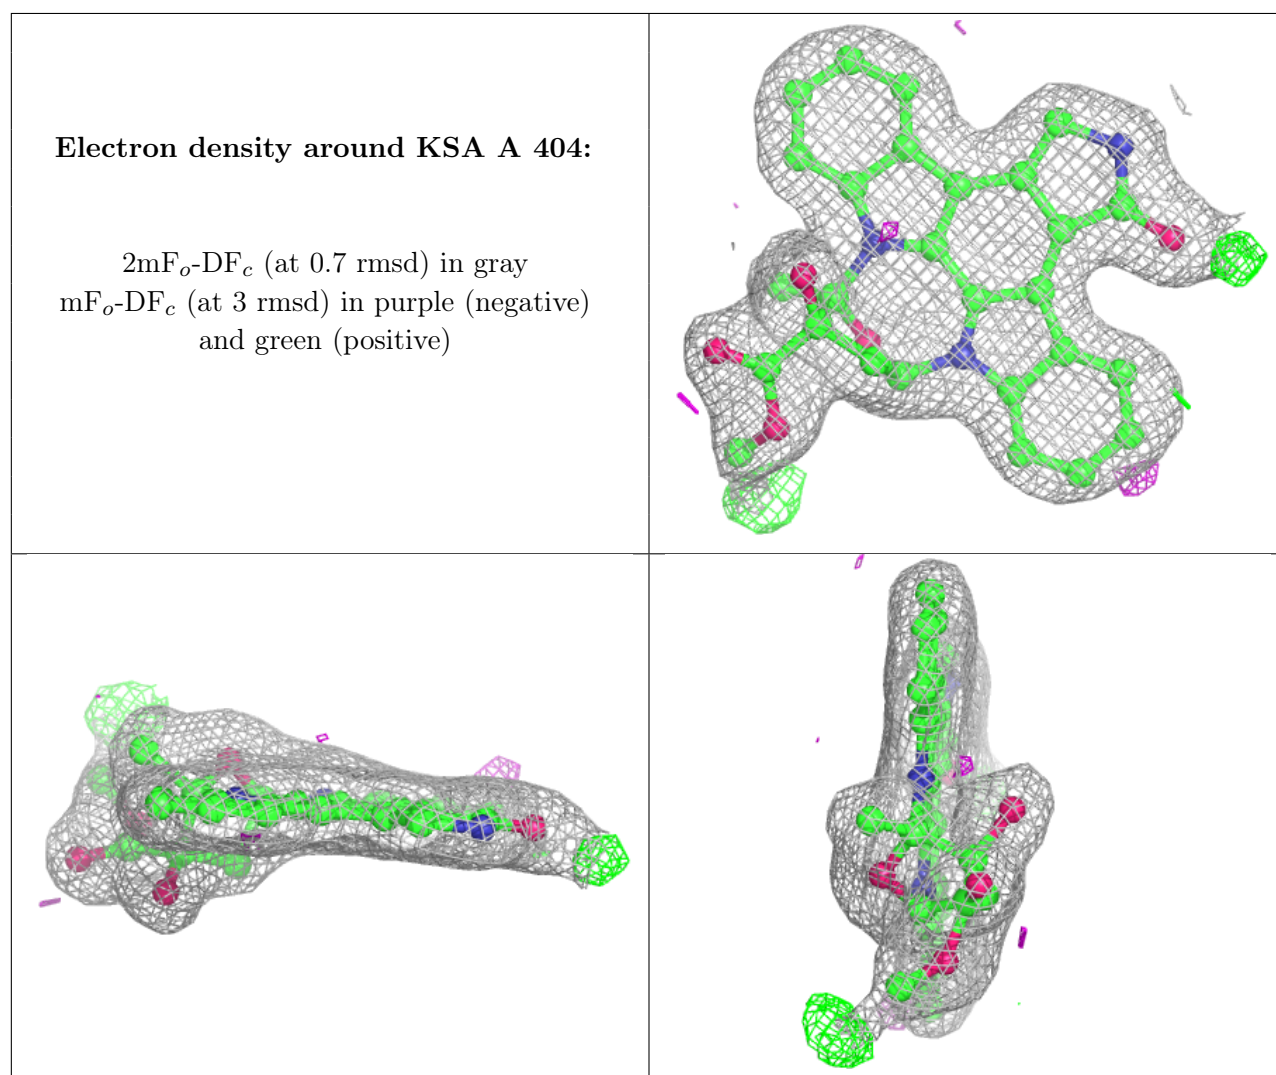 Electron density around KSA A 404:
2mFo-DFc (at 0.7 rmsd) in gray
mFo-DFc (at 3 rmsd) in purple (negative)
and green (positive)